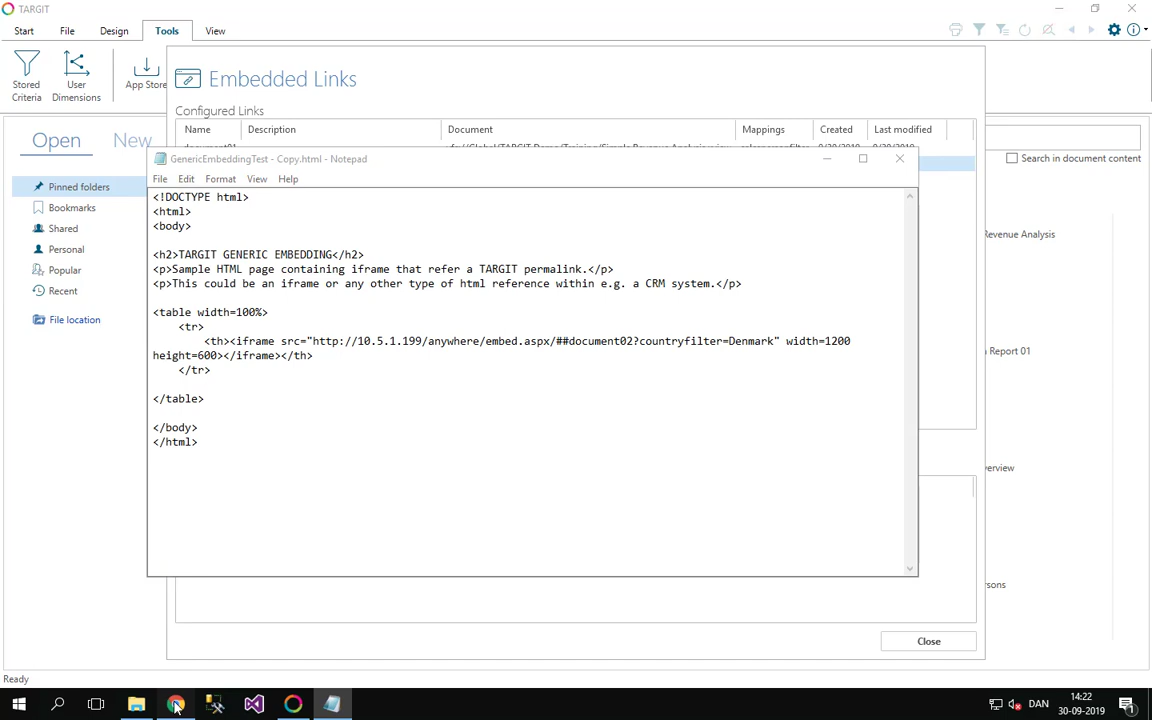 TARGIT
Start File Design Tools View
Stored Criteria
User Dimensions
App Store
Embedded Links
Configured Links
Name Description Document Mappings Created Last modified
Open New
Search in document content
Pinned folders
Bookmarks
Shared
Personal
Popular
Recent
File location
GenericEmbeddingTest - Copy.html - Notepad
File Edit Format View Help
<!DOCTYPE html>
<html>
<body>
<h2>TARGIT GENERIC EMBEDDING</h2>
<p>Sample HTML page containing iframe that refer a TARGIT permalink.</p>
<p>This could be an iframe or any other type of html reference within e.g. a CRM system.</p>
<table width=100%>
<tr>
<th><iframe src="http://10.5.1.199/anywhere/embed.aspx/##document02?countryfilter=Denmark" width=1200
height=600></iframe></th>
</tr>
</table>
</body>
</html>
Revenue Analysis
Report 01
verview
sons
Close
Ready
DAN
14:22
30-09-2019
1